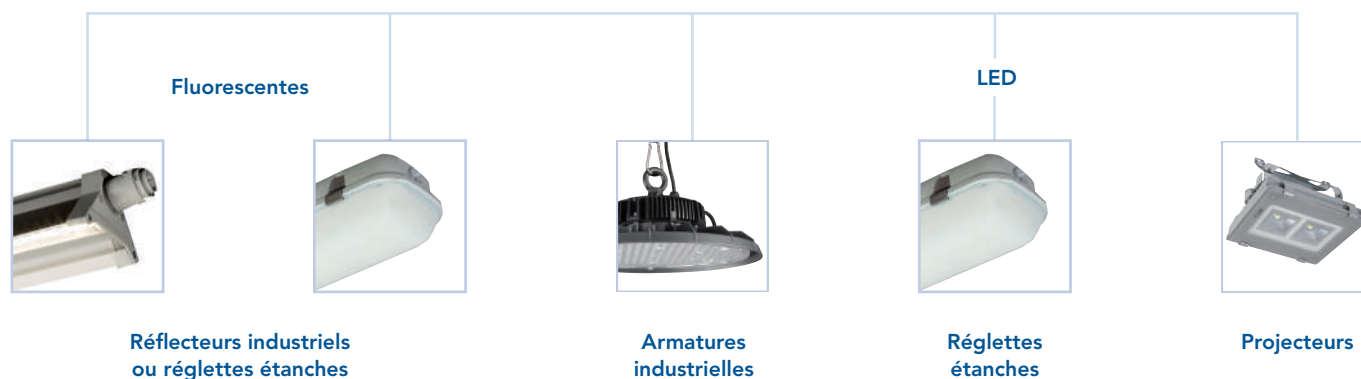 Fluorescentes
LED
Réflecteurs industriels
ou réglettes étanches
Armatures
industrielles
Réglettes
étanches
Projecteurs